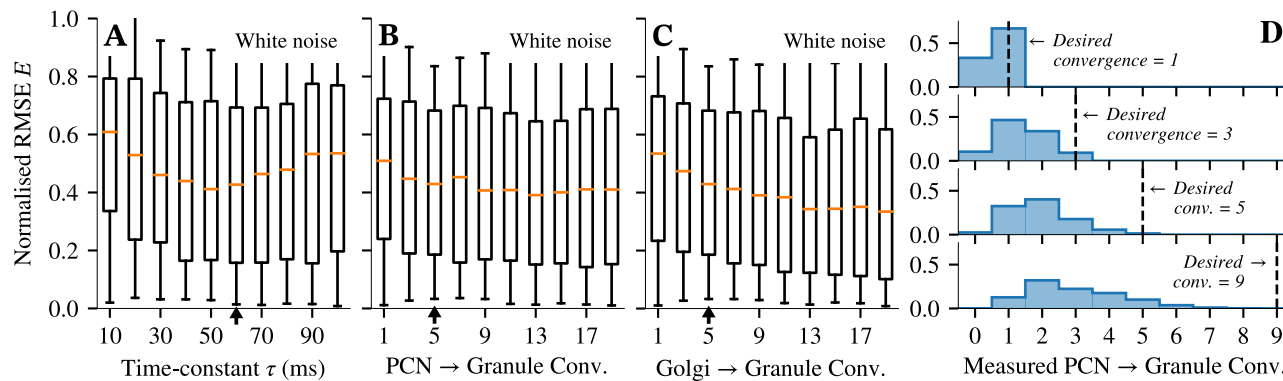 Normalised RMSE E
1.0
0.8
0.6
0.4
0.2
0.0
A
White noise
10
30
50
70
90
Time-constant τ (ms)
B
White noise
1
5
9
13
17
PCN → Granule Conv.
C
White noise
1
5
9
13
17
Golgi → Granule Conv.
D
0.5
0.0
← Desired
convergence = 1
0.5
0.0
← Desired
convergence = 3
0.5
0.0
← Desired
conv. = 5
0.5
0.0
Desired →
conv. = 9
0 1 2 3 4 5 6 7 8 9
Measured PCN → Granule Conv.